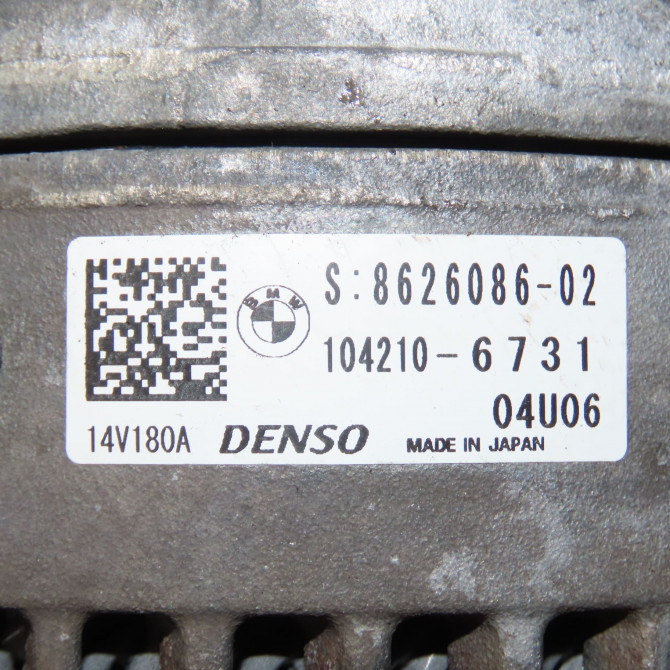 BMW
S:8626086-02
104210-6731
04U06
14V180A DENSO MADE IN JAPAN